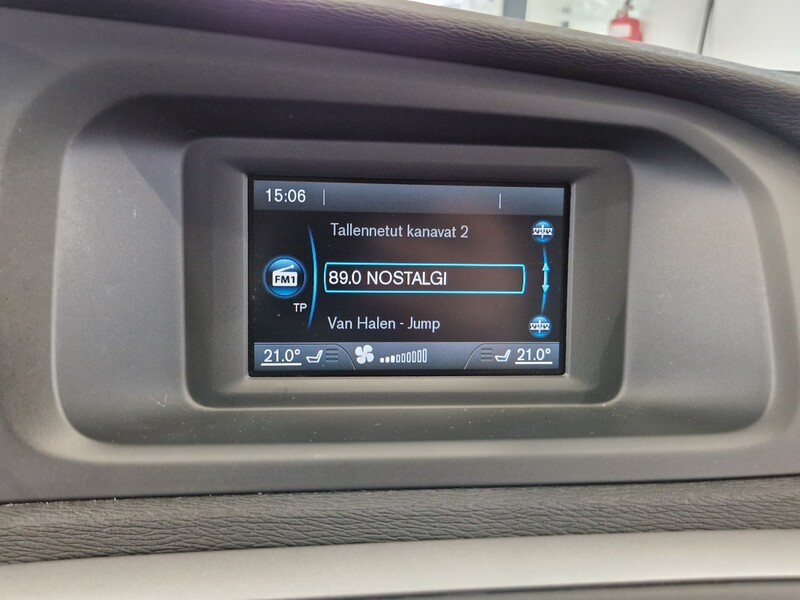 15:06
Tallennetut kanavat 2
FM1
89.0 NOSTALGI
TP
Van Halen - Jump
21.0° 21.0°